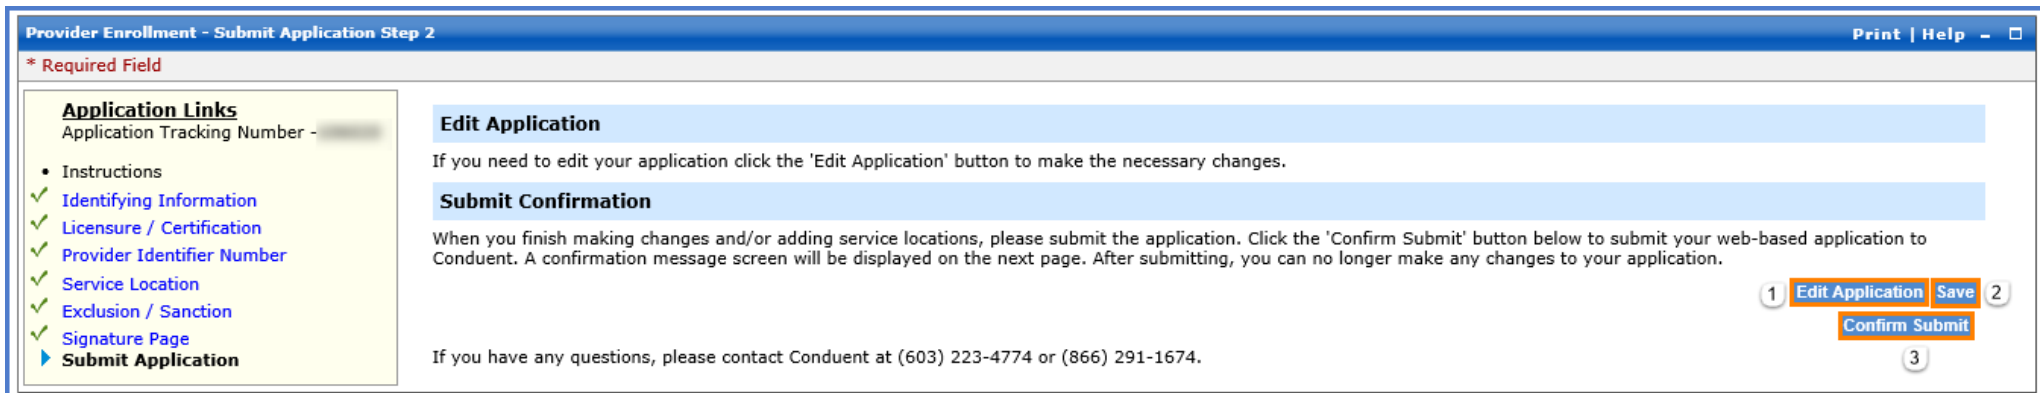 Provider Enrollment - Submit Application Step 2
Print | Help
* Required Field
Application Links
Application Tracking Number -
• Instructions
Identifying Information
Licensure / Certification
Provider Identifier Number
Service Location
Exclusion / Sanction
Signature Page
Submit Application
Edit Application
If you need to edit your application click the 'Edit Application' button to make the necessary changes.
Submit Confirmation
When you finish making changes and/or adding service locations, please submit the application. Click the 'Confirm Submit' button below to submit your web-based application to
Conduent. A confirmation message screen will be displayed on the next page. After submitting, you can no longer make any changes to your application.
1 Edit Application Save 2
Confirm Submit
3
If you have any questions, please contact Conduent at (603) 223-4774 or (866) 291-1674.